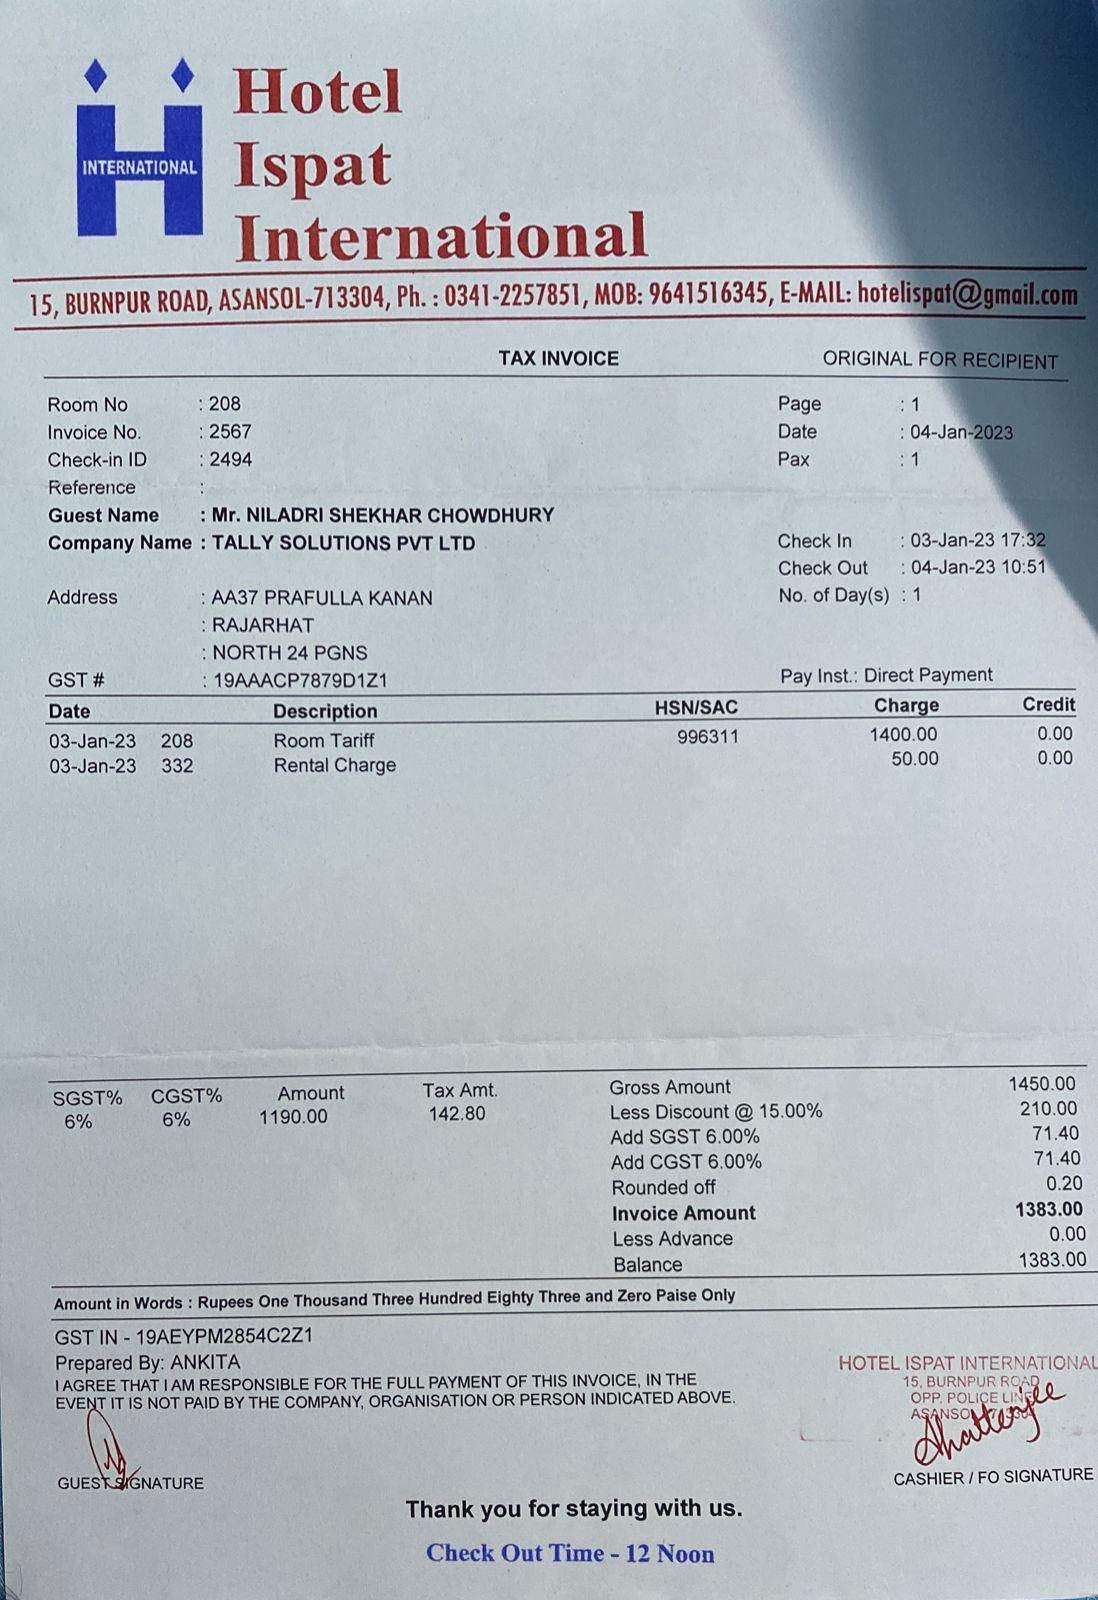 INTERNATIONAL
Hotel
Ispat
International
15, BURNPUR ROAD, ASANSOL-713304, Ph. : 0341-2257851, MOB: 9641516345, E-MAIL: hotelispat@gmail.com
TAX INVOICE ORIGINAL FOR RECIPIENT
Room No : 208 Page : 1
Invoice No. : 2567 Date : 04-Jan-2023
Check-in ID : 2494 Pax : 1
Reference :
Guest Name : Mr. NILADRI SHEKHAR CHOWDHURY
Company Name : TALLY SOLUTIONS PVT LTD Check In : 03-Jan-23 17:32
Check Out : 04-Jan-23 10:51
Address : AA37 PRAFULLA KANAN No. of Day(s) : 1
: RAJARHAT
: NORTH 24 PGNS
GST # : 19AAACP7879D1Z1 Pay Inst.: Direct Payment
Date Description HSN/SAC Charge Credit
03-Jan-23 208 Room Tariff 996311 1400.00 0.00
03-Jan-23 332 Rental Charge 50.00 0.00
SGST% CGST% Amount Tax Amt. Gross Amount 1450.00
6% 6% 1190.00 142.80 Less Discount @ 15.00% 210.00
Add SGST 6.00% 71.40
Add CGST 6.00% 71.40
Rounded off 0.20
Invoice Amount 1383.00
Less Advance 0.00
Balance 1383.00
Amount in Words : Rupees One Thousand Three Hundred Eighty Three and Zero Paise Only
GST IN - 19AEYPM2854C2Z1
Prepared By: ANKITA
I AGREE THAT I AM RESPONSIBLE FOR THE FULL PAYMENT OF THIS INVOICE, IN THE
EVENT IT IS NOT PAID BY THE COMPANY, ORGANISATION OR PERSON INDICATED ABOVE.
HOTEL ISPAT INTERNATIONAL
15, BURNPUR ROAD
OPP. POLICE LINE
GUEST SIGNATURE CASHIER / FO SIGNATURE
Thank you for staying with us.
Check Out Time - 12 Noon